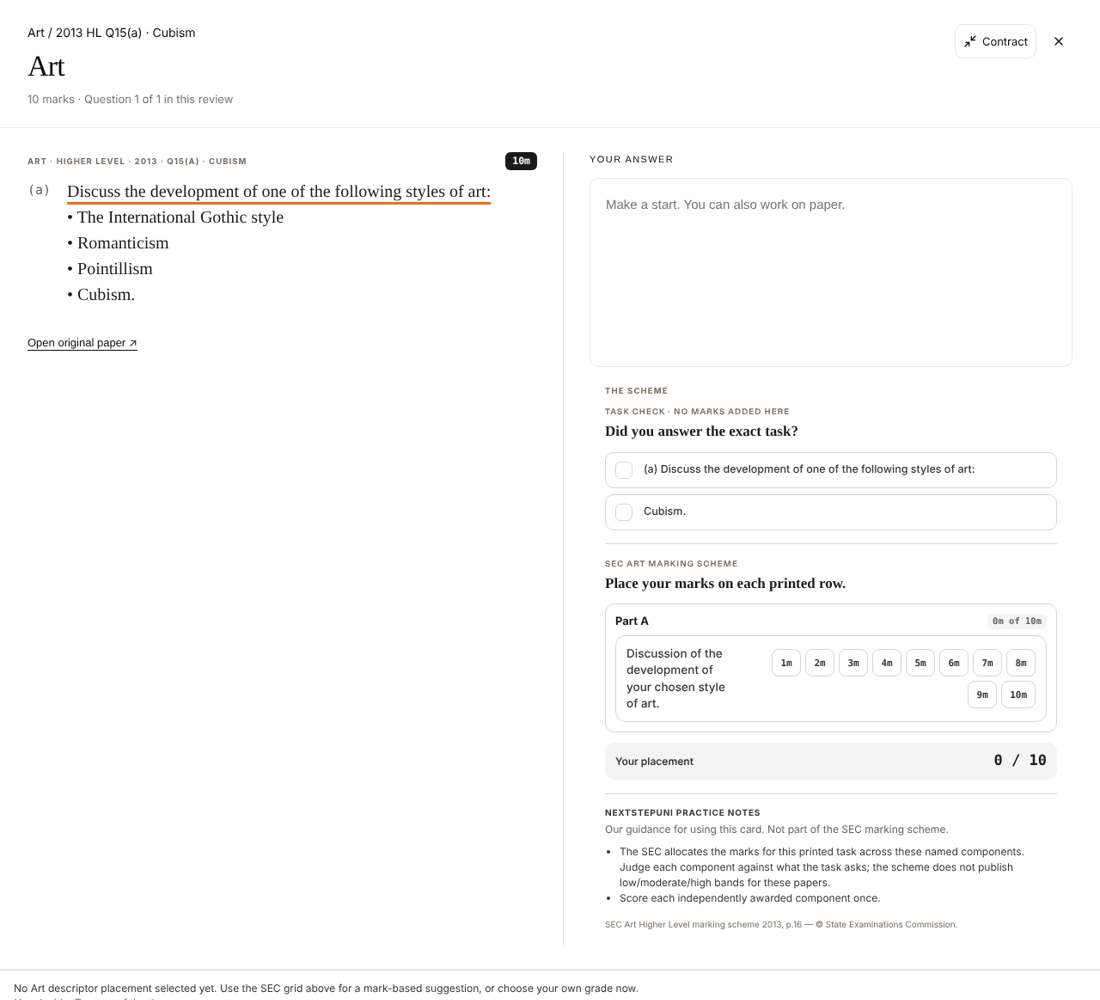 Art / 2013 HL Q15(a) · Cubism
Art
10 marks · Question 1 of 1 in this review
Contract
ART · HIGHER LEVEL · 2013 · Q15(A) · CUBISM
10m
(a) Discuss the development of one of the following styles of art:
• The International Gothic style
• Romanticism
• Pointillism
• Cubism.
Open original paper ↗
YOUR ANSWER
Make a start. You can also work on paper.
THE SCHEME
TASK CHECK · NO MARKS ADDED HERE
Did you answer the exact task?
(a) Discuss the development of one of the following styles of art:
Cubism.
SEC ART MARKING SCHEME
Place your marks on each printed row.
Part A
0m of 10m
Discussion of the
development of
your chosen style
of art.
1m 2m 3m 4m 5m 6m 7m 8m
9m 10m
Your placement
0 / 10
NEXTSTEPUNI PRACTICE NOTES
Our guidance for using this card. Not part of the SEC marking scheme.
• The SEC allocates the marks for this printed task across these named components.
Judge each component against what the task asks; the scheme does not publish
low/moderate/high bands for these papers.
• Score each independently awarded component once.
SEC Art Higher Level marking scheme 2013, p.16 — © State Examinations Commission.
No Art descriptor placement selected yet. Use the SEC grid above for a mark-based suggestion, or choose your own grade now.